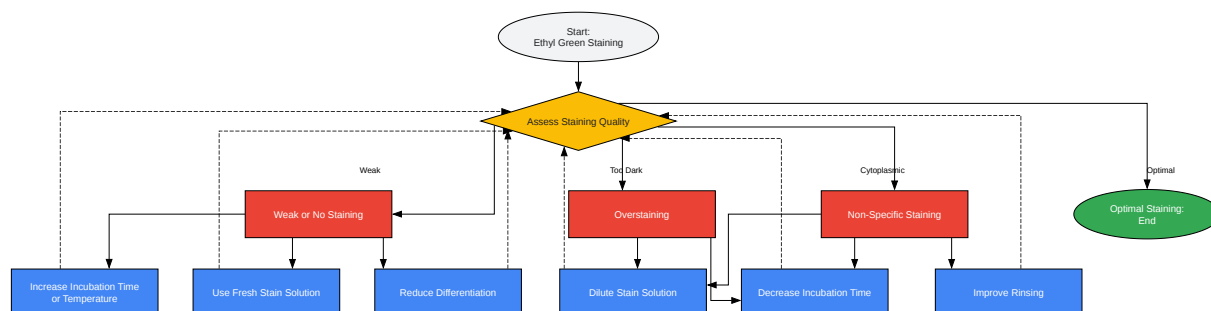 Start:
Ethyl Green Staining
Assess Staining Quality
Weak
Too Dark
Cytoplasmic
Optimal
Weak or No Staining
Overstaining
Non-Specific Staining
Optimal Staining:
End
Increase Incubation Time
or Temperature
Use Fresh Stain Solution
Reduce Differentiation
Dilute Stain Solution
Decrease Incubation Time
Improve Rinsing